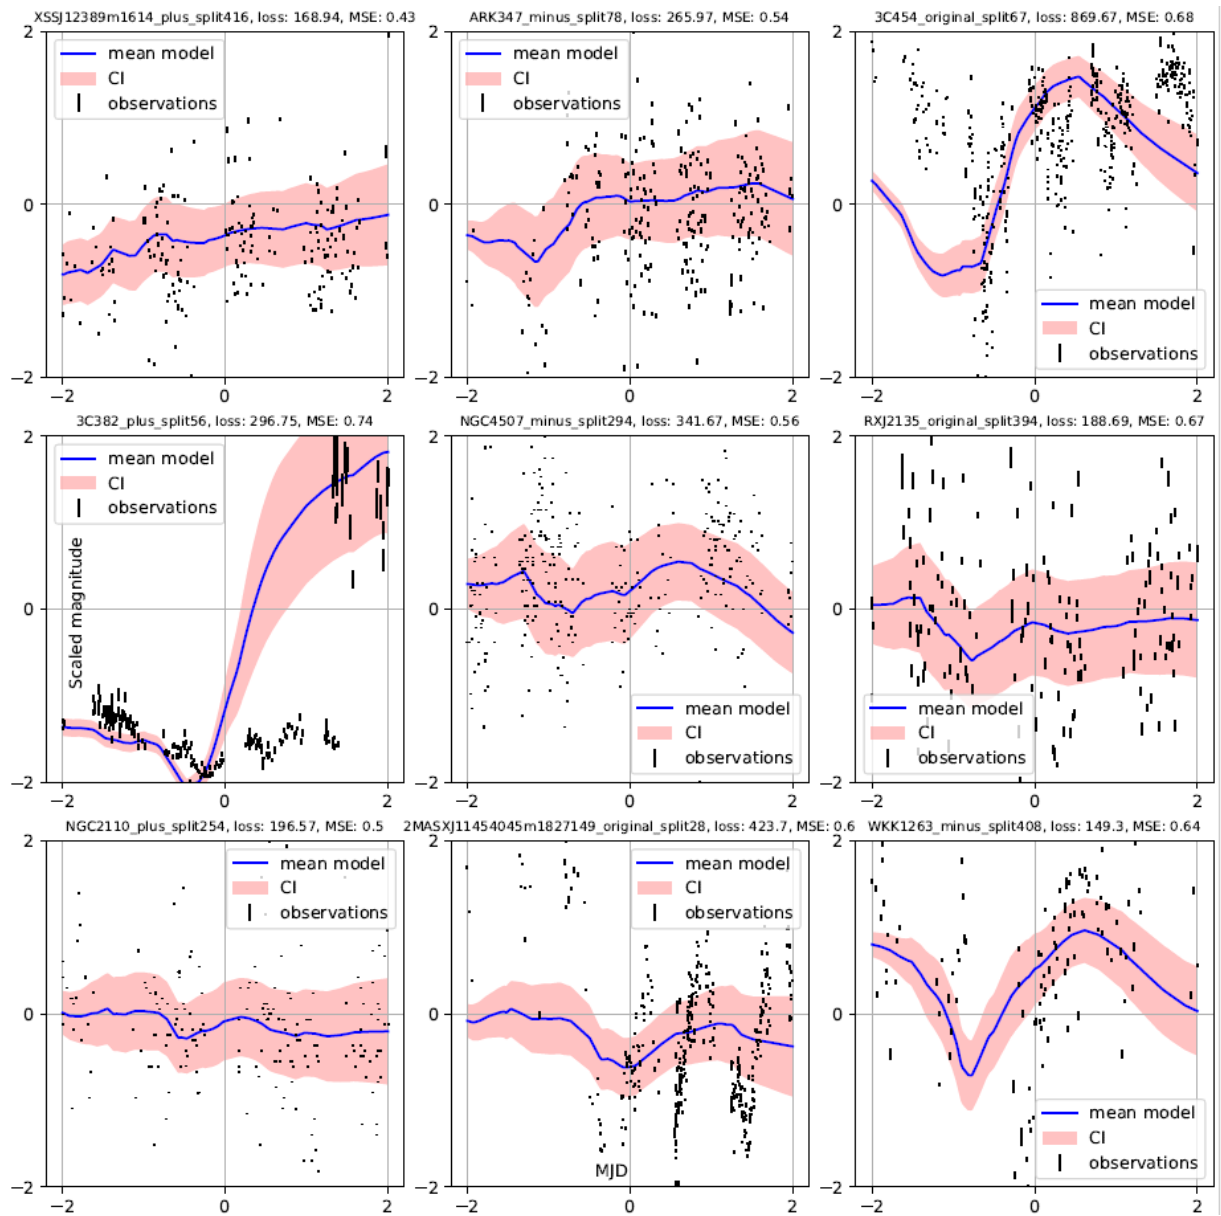 XSSJ12389m1614_plus_split416, loss: 168.94, MSE: 0.43
2
mean model
CI
observations
0
−2
−2 0 2
ARK347_minus_split78, loss: 265.97, MSE: 0.54
2
mean model
CI
observations
0
−2
−2 0 2
3C454_original_split67, loss: 869.67, MSE: 0.68
2
0
mean model
CI
observations
−2
−2 0 2
3C382_plus_split56, loss: 296.75, MSE: 0.74
2
mean model
CI
observations
Scaled magnitude
0
−2
−2 0 2
NGC4507_minus_split294, loss: 341.67, MSE: 0.56
2
0
mean model
CI
observations
−2
−2 0 2
RXJ2135_original_split394, loss: 188.69, MSE: 0.67
2
0
mean model
CI
observations
−2
−2 0 2
NGC2110_plus_split254, loss: 196.57, MSE: 0.5
2
mean model
CI
observations
0
−2
−2 0 2
2MASXJ11454045m1827149_original_split28, loss: 423.7, MSE: 0.6
2
mean model
CI
observations
0
MJD
−2
−2 0 2
WKK1263_minus_split408, loss: 149.3, MSE: 0.64
2
0
mean model
CI
observations
−2
−2 0 2